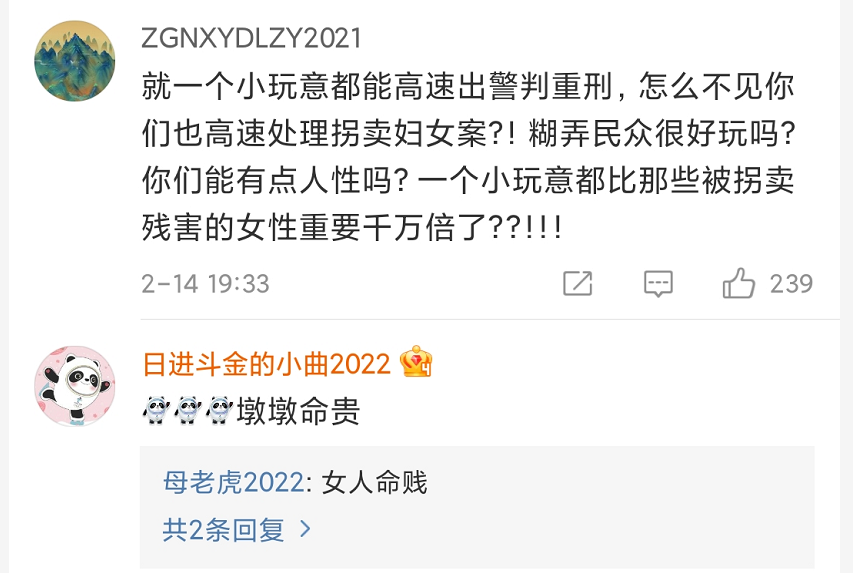 ZGNXYDLZY2021
就一个小玩意都能高速出警判重刑，怎么不见你
们也高速处理拐卖妇女案?! 糊弄民众很好玩吗?
你们能有点人性吗? 一个小玩意都比那些被拐卖
残害的女性重要千万倍了??!!!
2-14 19:33
239
日进斗金的小曲2022
墩墩命贵
母老虎2022: 女人命贱
共2条回复 >